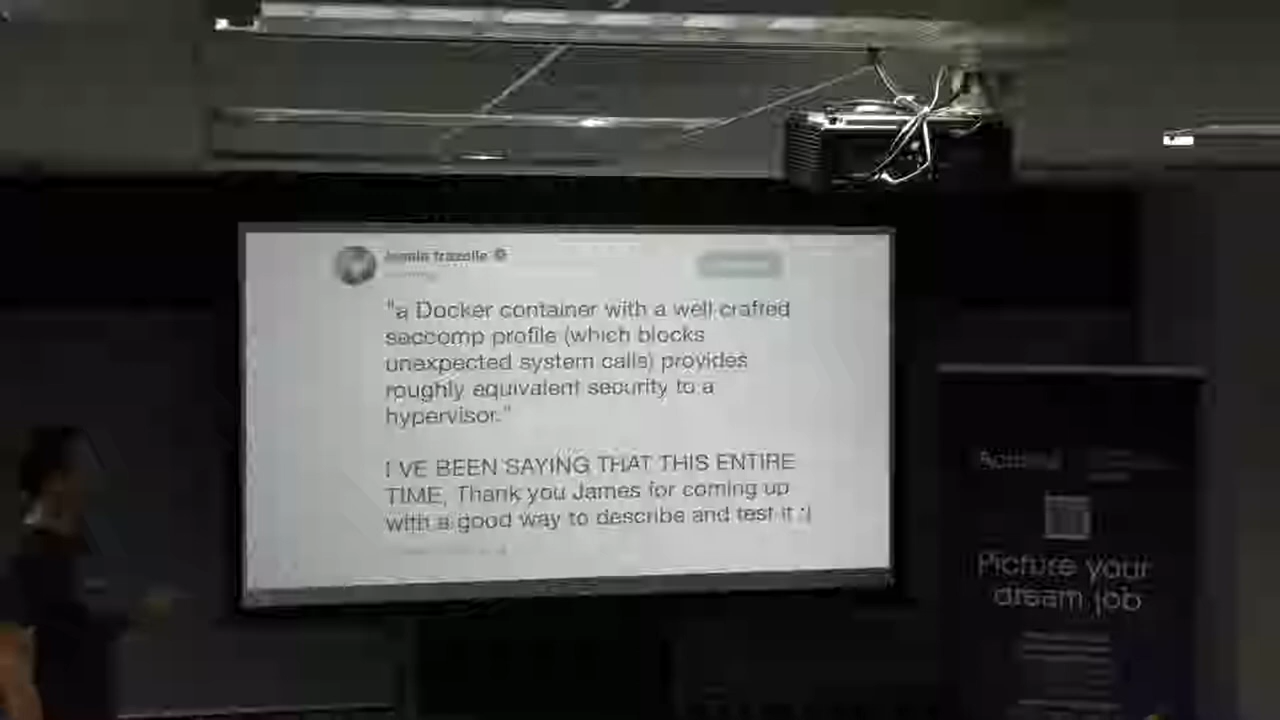 "a Docker container with a well crafted
seccomp profile (which blocks
unexpected system calls) provides
roughly equivalent security to a
hypervisor."
I'VE BEEN SAYING THAT THIS ENTIRE
TIME, Thank you James for coming up
with a good way to describe and test it :)
Picture your
dream job